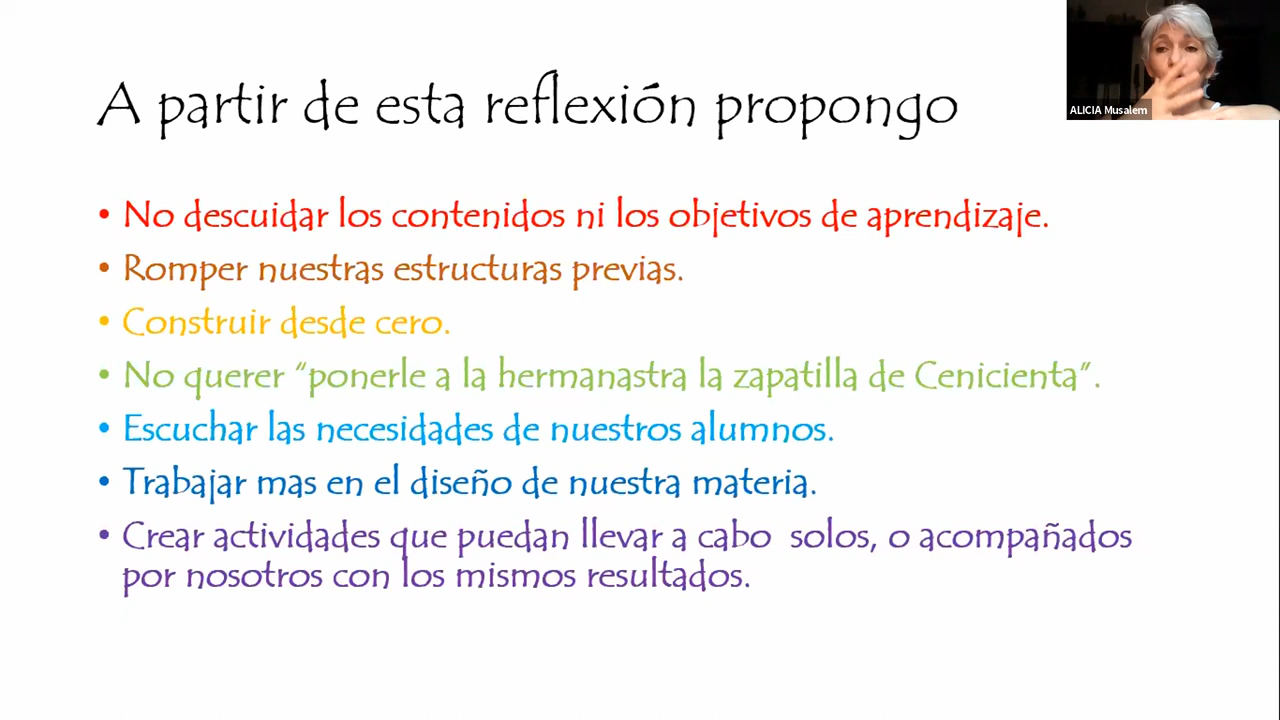 A partir de esta reflexión propongo
ALICIA Musalem
• No descuidar los contenidos ni los objetivos de aprendizaje.
• Romper nuestras estructuras previas.
• Construir desde cero.
• No querer “ponerle a la hermanastra la zapatilla de Cenicienta”.
• Escuchar las necesidades de nuestros alumnos.
• Trabajar mas en el diseño de nuestra materia.
• Crear actividades que puedan llevar a cabo  solos, o acompañados
por nosotros con los mismos resultados.